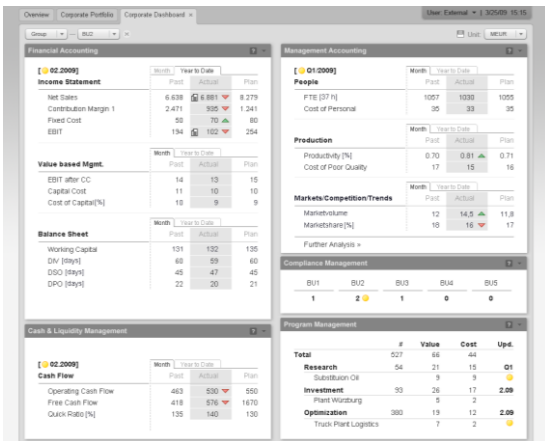 Overview Corporate Portfolio Corporate Dashboard ×
User: External | 3/25/09 15:15
Group BU2
Unit: MEUR
Financial Accounting ?
[ 02.2009] Month Year to Date
Income Statement Past Actual Plan
Net Sales 6.638 6.881 8.279
Contribution Margin 1 2.471 935 1.241
Fixed Cost 50 70 80
EBIT 194 102 254
Month Year to Date
Value based Mgmt. Past Actual Plan
EBIT after CC 14 13 15
Capital Cost 11 10 10
Cost of Capital[%] 10 9 9
Month Year to Date
Balance Sheet Past Actual Plan
Working Capital 131 132 135
DIV [days] 60 59 60
DSO [days] 45 47 45
DPO [days] 22 20 21
Cash & Liquidity Management ?
[ 02.2009] Month Year to Date
Cash Flow Past Actual Plan
Operating Cash Flow 463 530 550
Free Cash Flow 418 576 1670
Quick Ratio [%] 135 140 130
Management Accounting ?
[ Q1/2009] Month Year to Date
People Past Actual Plan
FTE [37 h] 1057 1030 1055
Cost of Personal 35 33 35
Month Year to Date
Production Past Actual Plan
Productivity [%] 0.70 0.81 0.71
Cost of Poor Quality 17 15 16
Month Year to Date
Markets/Competition/Trends Past Actual Plan
Marketvolume 12 14,5 11,8
Marketshare [%] 18 16 17
Further Analysis »
Compliance Management ?
BU1 BU2 BU3 BU4 BU5
1 2 1 0 0
Program Management ?
# Value Cost Upd.
Total 527 66 44
Research 54 21 15 Q1
Substituion Oil 9 9
Investment 93 26 17 2.09
Plant Würzburg 5 2
Optimization 380 19 12 2.09
Truck Plant Logistics 7 2